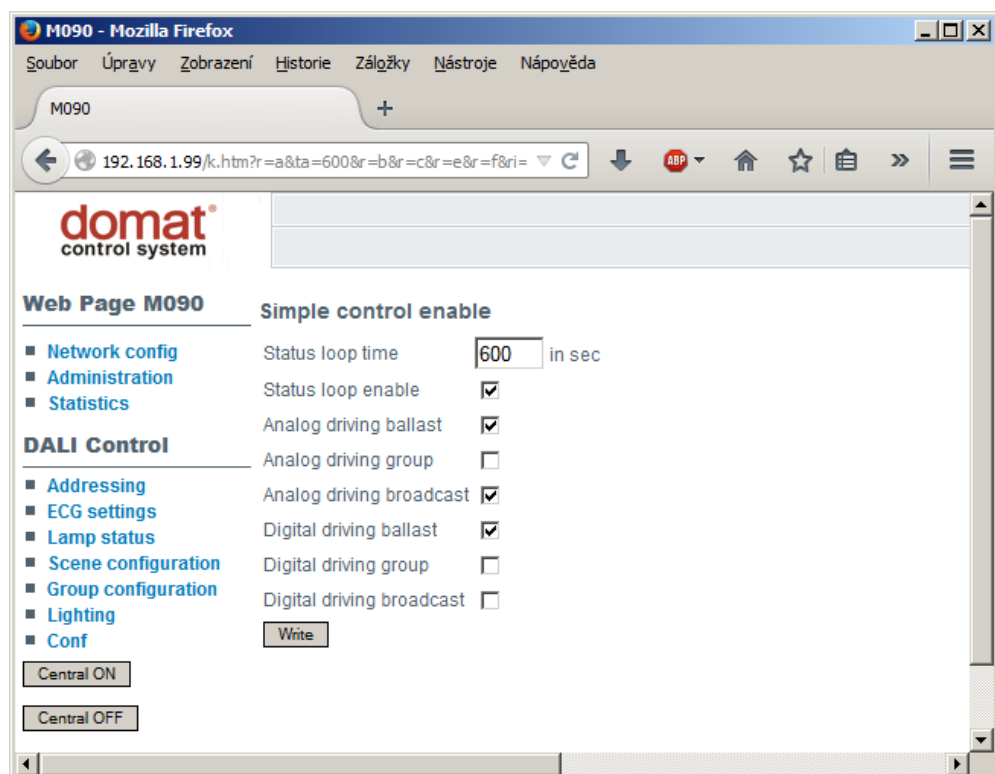 M090 - Mozilla Firefox
Soubor Úpravy Zobrazení Historie Záložky Nástroje Nápověda
M090
192.168.1.99/k.htm?r=a&ta=600&r=b&r=c&r=e&r=f&ri=
ABP
domat®
control system
Web Page M090
Network config
Administration
Statistics
DALI Control
Addressing
ECG settings
Lamp status
Scene configuration
Group configuration
Lighting
Conf
Central ON
Central OFF
Simple control enable
Status loop time 600 in sec
Status loop enable
Analog driving ballast
Analog driving group
Analog driving broadcast
Digital driving ballast
Digital driving group
Digital driving broadcast
Write